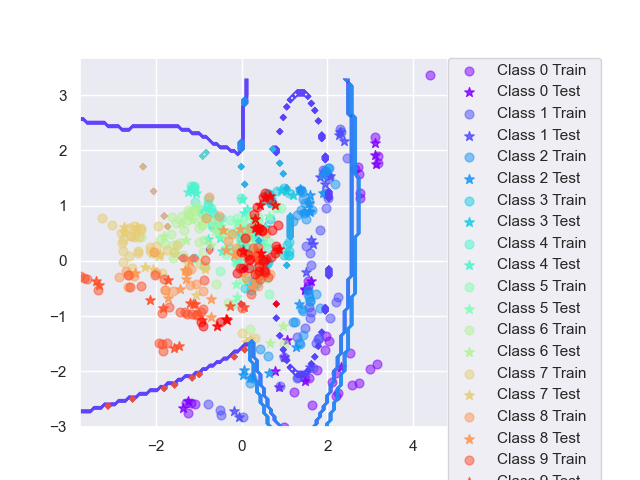 3
2
1
0
−1
−2
−3
−2
0
2
4
Class 0 Train
Class 0 Test
Class 1 Train
Class 1 Test
Class 2 Train
Class 2 Test
Class 3 Train
Class 3 Test
Class 4 Train
Class 4 Test
Class 5 Train
Class 5 Test
Class 6 Train
Class 6 Test
Class 7 Train
Class 7 Test
Class 8 Train
Class 8 Test
Class 9 Train
Class 9 Test